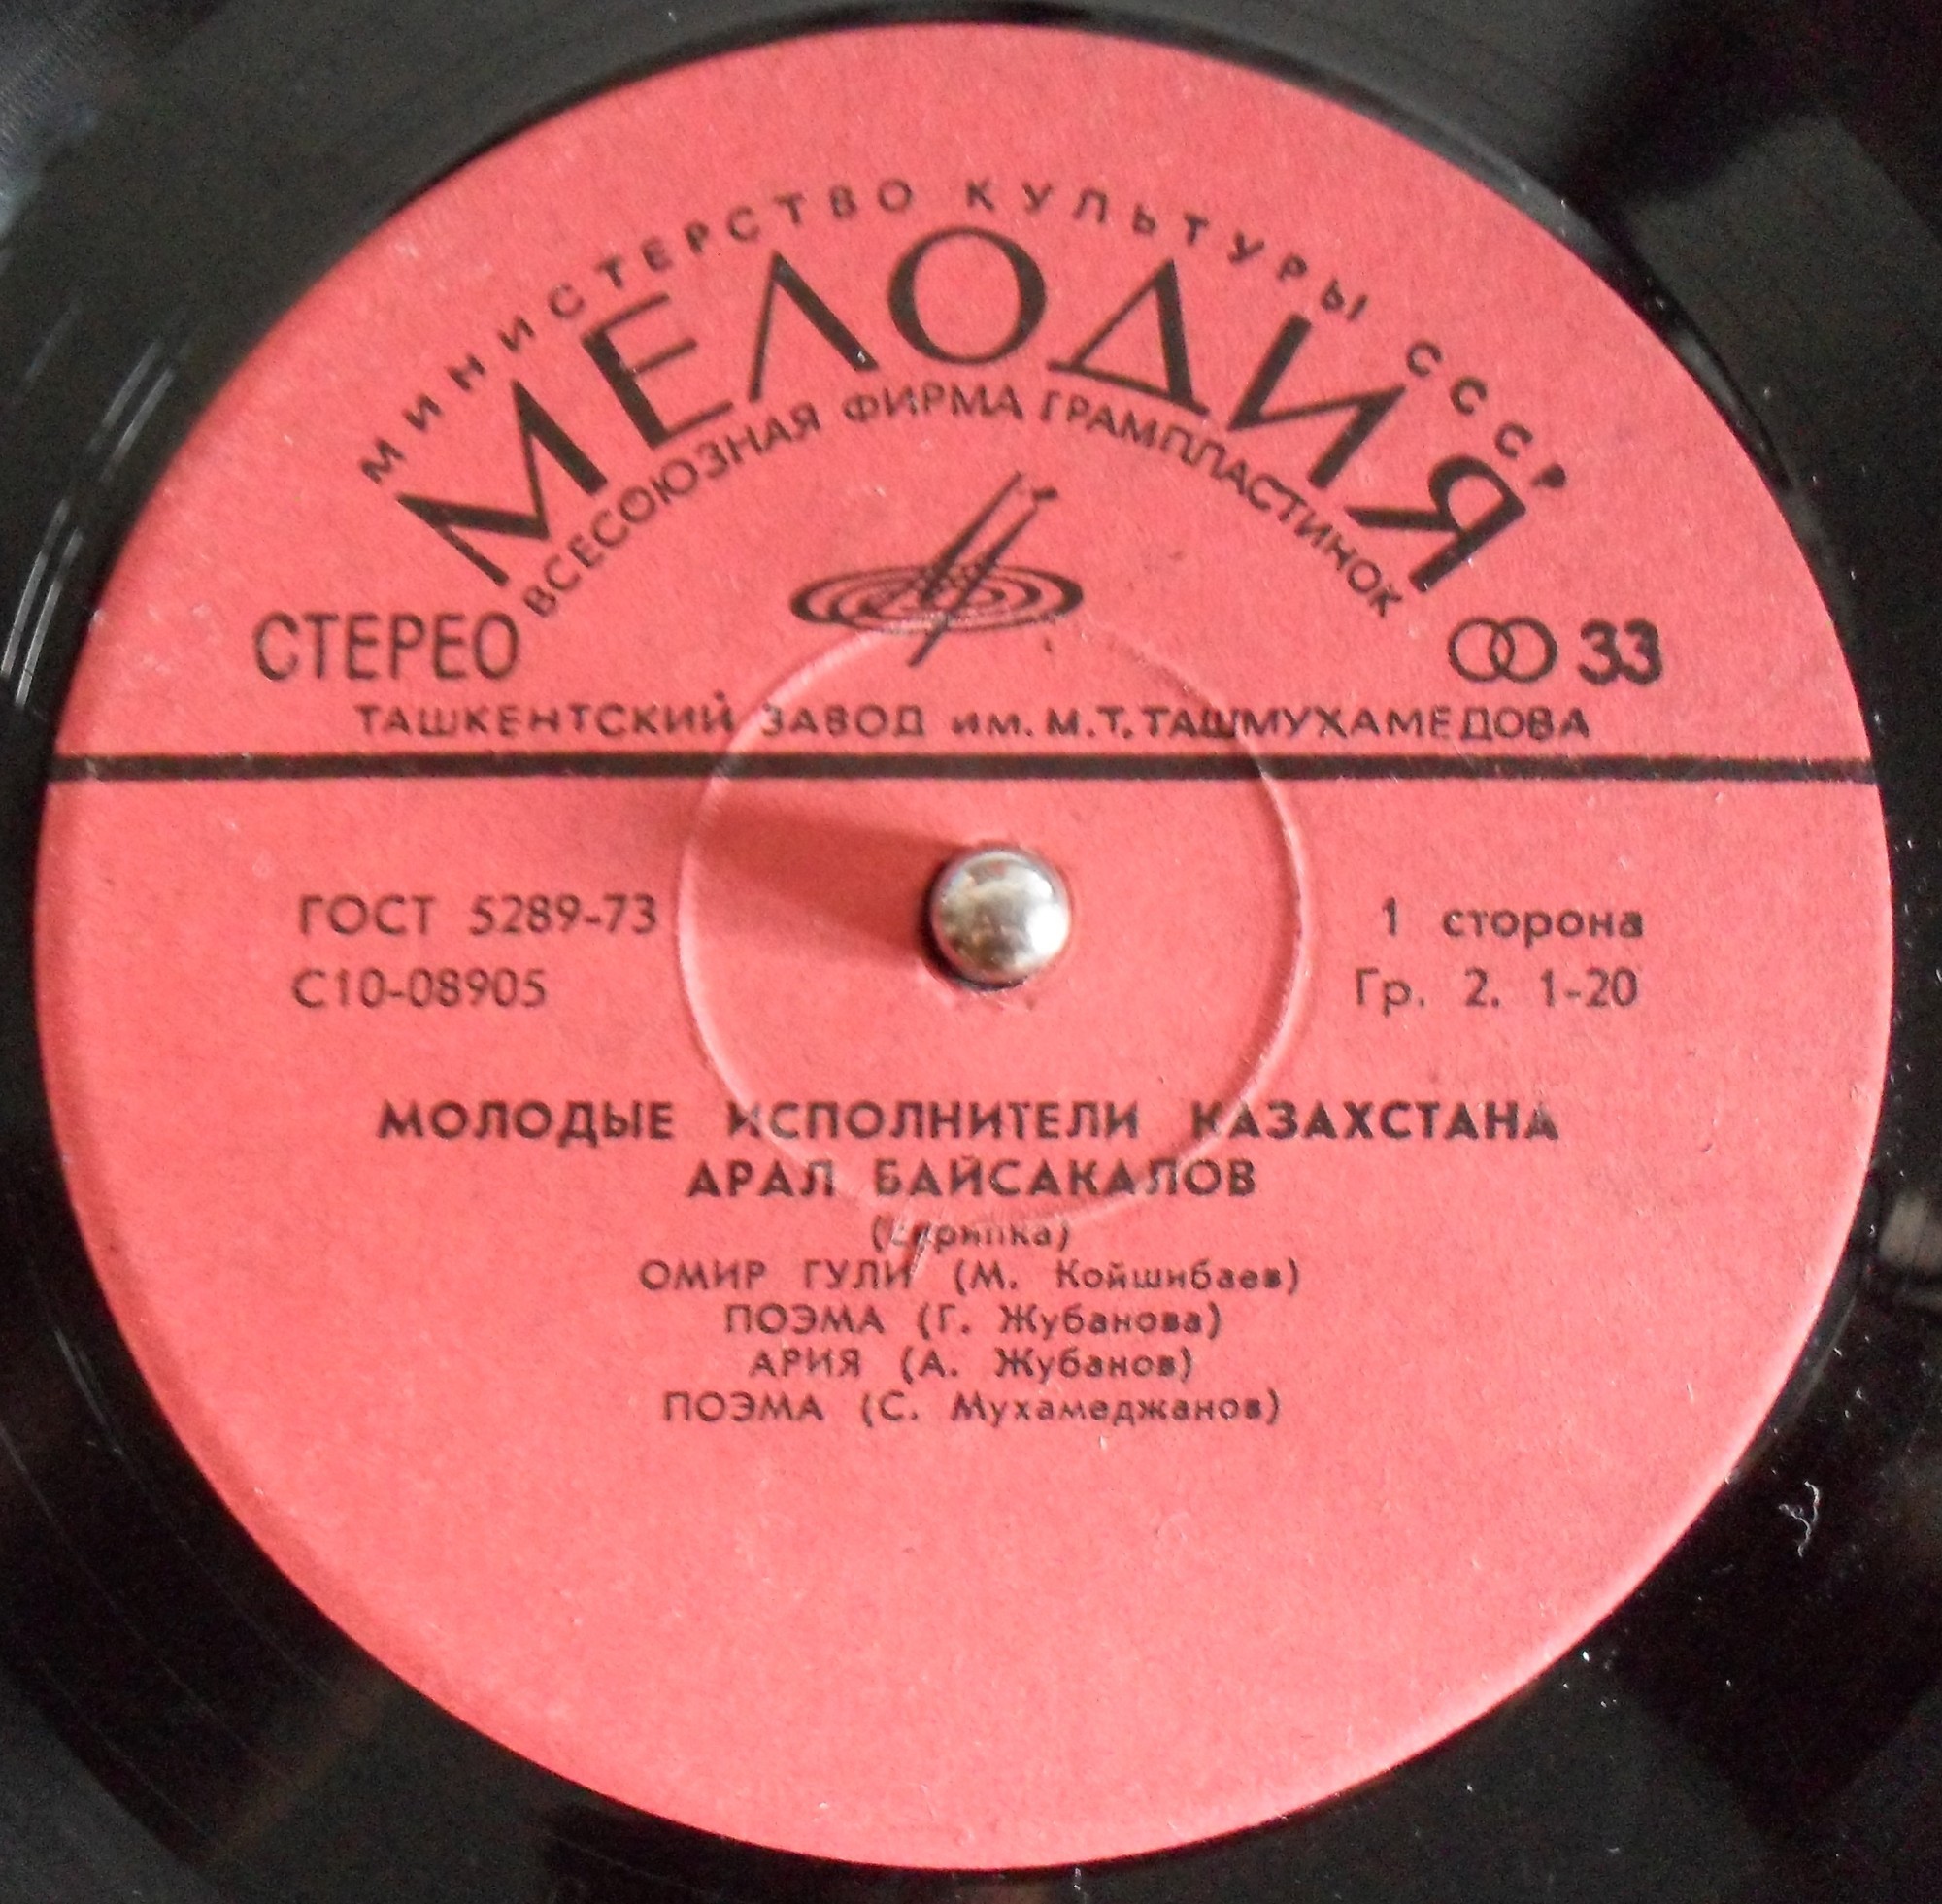 МИНИСТЕРСТВО КУЛЬТУРЫ СССР
МЕЛОДИЯ
ВСЕСОЮЗНАЯ ФИРМА ГРАМПЛАСТИНОК
СТЕРЕО 33
ТАШКЕНТСКИЙ ЗАВОД им. М.Т.ТАШМУХАМЕДОВА
ГОСТ 5289-73 1 сторона
С10-08905 Гр. 2. 1-20
МОЛОДЫЕ ИСПОЛНИТЕЛИ КАЗАХСТАНА
АРАЛ БАЙСАКАЛОВ
(скрипка)
ОМИР ГУЛИ (М. Койшибаев)
ПОЭМА (Г. Жубанова)
АРИЯ (А. Жубанов)
ПОЭМА (С. Мухамеджанов)